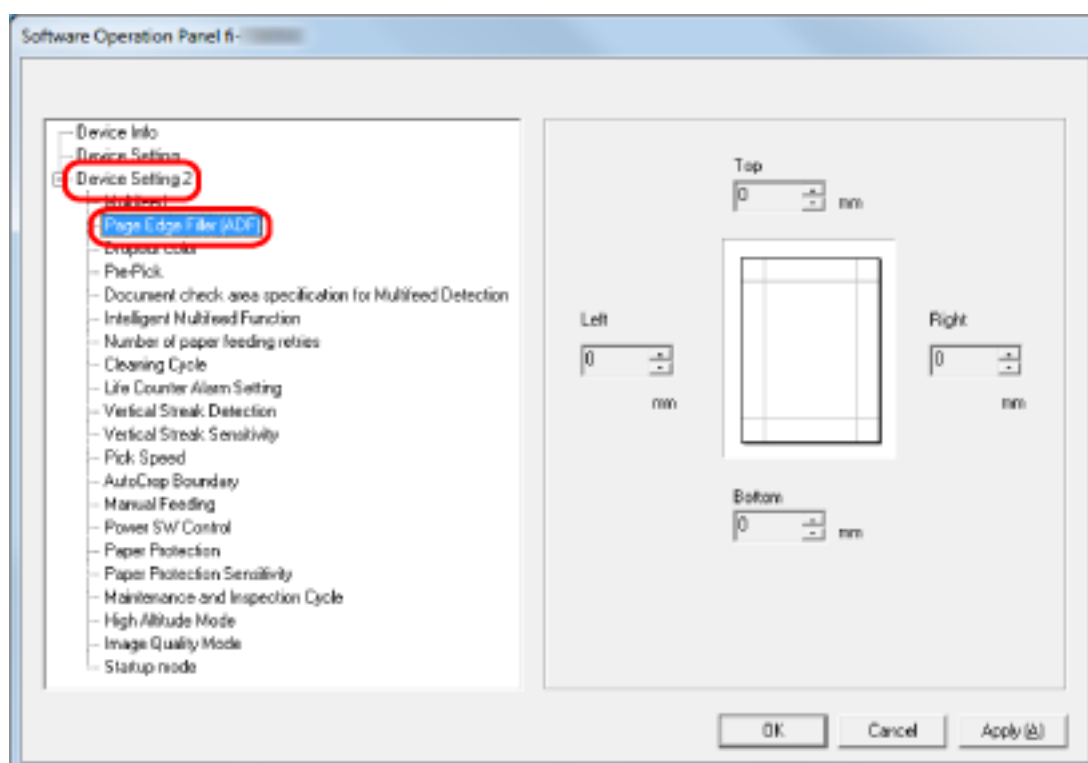 Software Operation Panel fi-
Device Info
Device Setting
Device Setting 2
Multifeed
Page Edge Filler (ADF)
Dropout color
Pre-Pick
Document check area specification for Multifeed Detection
Intelligent Multifeed Function
Number of paper feeding retries
Cleaning Cycle
Life Counter Alarm Setting
Vertical Streak Detection
Vertical Streak Sensitivity
Pick Speed
AutoCrop Boundary
Manual Feeding
Power SW Control
Paper Protection
Paper Protection Sensitivity
Maintenance and Inspection Cycle
High Altitude Mode
Image Quality Mode
Startup mode
Top
0 mm
Left
0
mm
Right
0
mm
Bottom
0 mm
OK Cancel Apply (A)